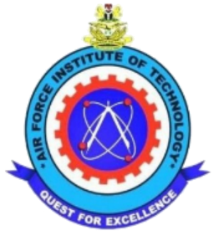 • AIR FORCE INSTITUTE OF TECHNOLOGY •
QUEST FOR EXCELLENCE